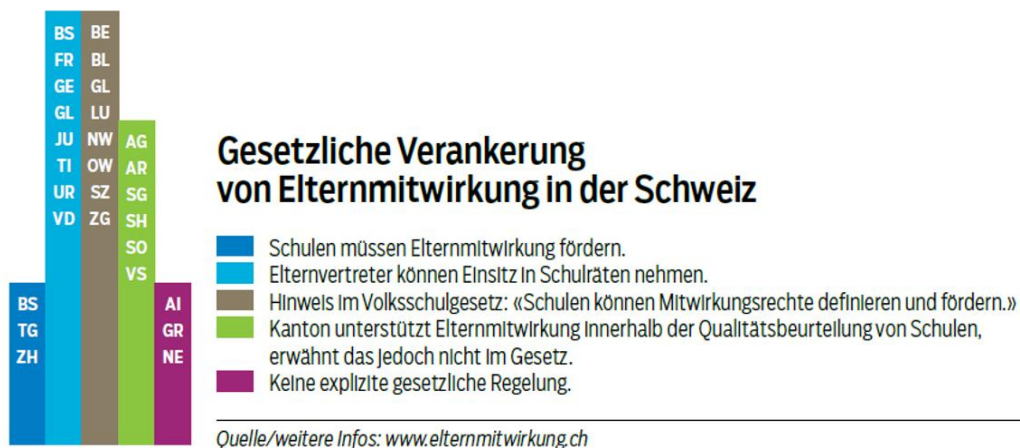 BS
FR
GE
GL
JU
TI
UR
VD
BE
BL
GL
LU
NW
OW
SZ
ZG
AG
AR
SG
SH
SO
VS
BS
TG
ZH
AI
GR
NE
Gesetzliche Verankerung
von Elternmitwirkung in der Schweiz
Schulen müssen Elternmitwirkung fördern.
Elternvertreter können Einsitz in Schulräten nehmen.
Hinweis im Volksschulgesetz: «Schulen können Mitwirkungsrechte definieren und fördern.»
Kanton unterstützt Elternmitwirkung innerhalb der Qualitätsbeurteilung von Schulen,
erwähnt das jedoch nicht im Gesetz.
Keine explizite gesetzliche Regelung.
Quelle/weitere Infos: www.elternmitwirkung.ch